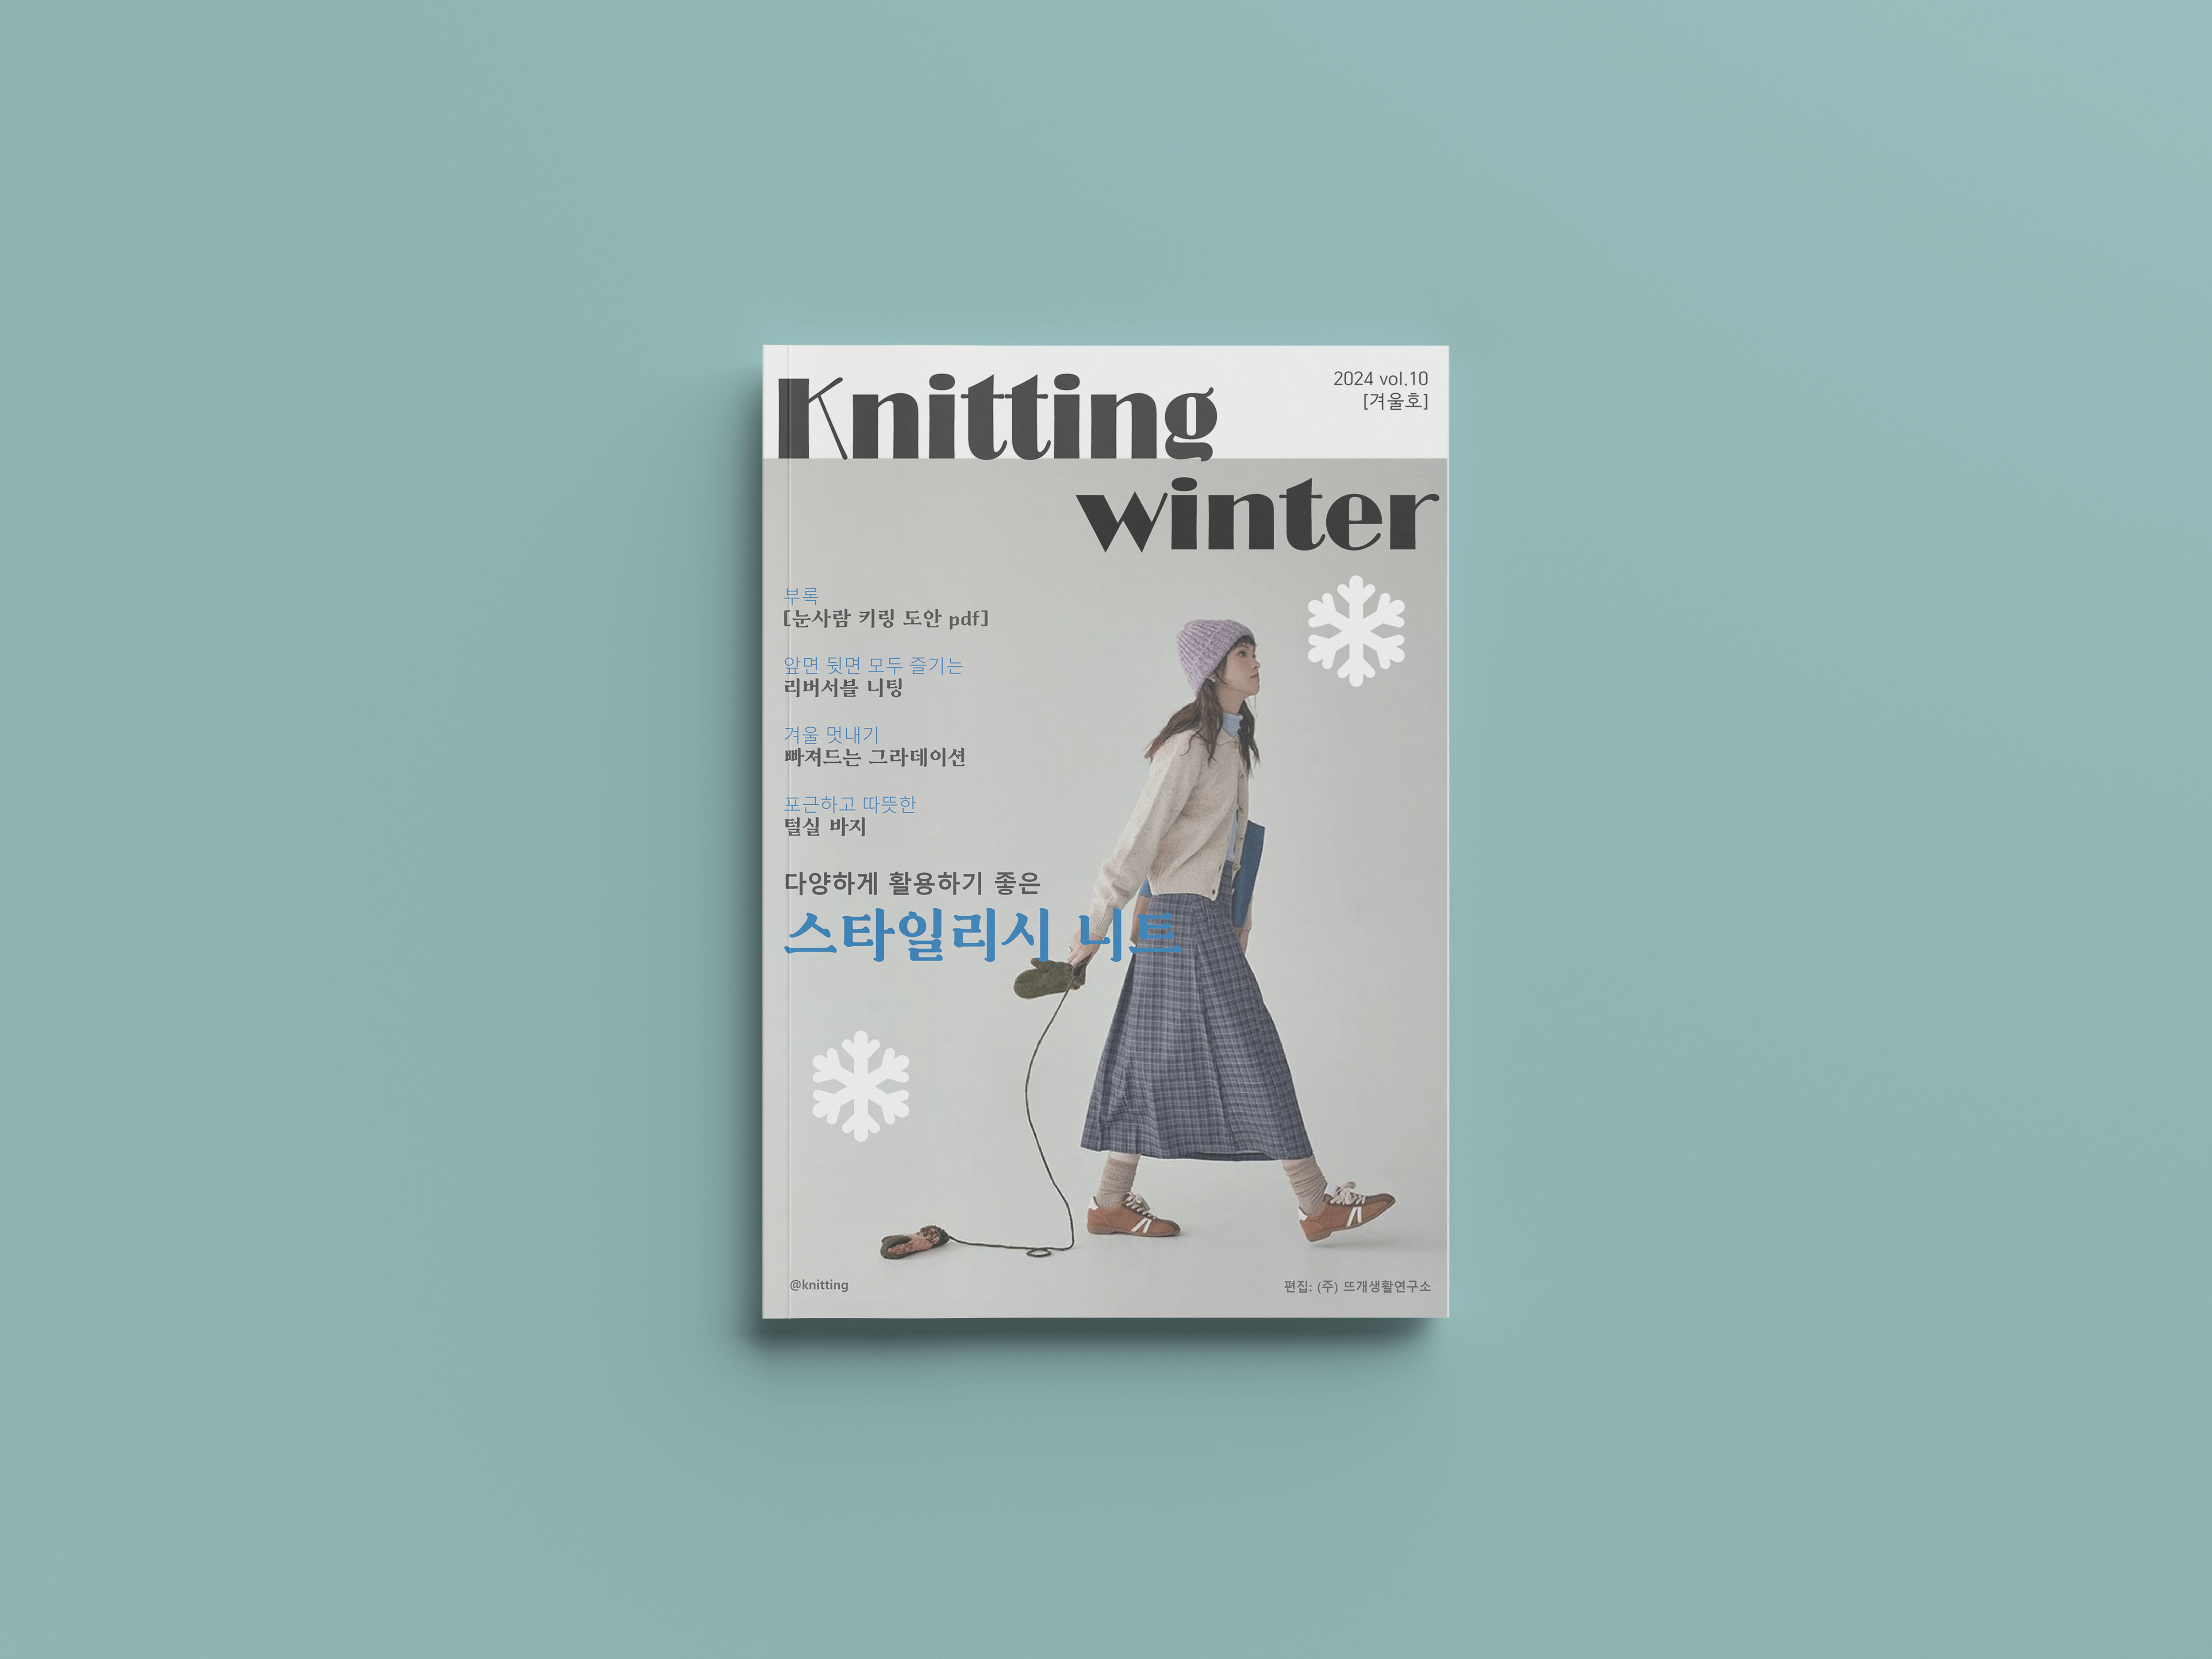 Knitting
winter
2024 vol.10
[겨울호]
부록
[눈사람 키링 도안 pdf]
앞면 뒷면 모두 즐기는
리버서블 니팅
겨울 멋내기
빠져드는 그라데이션
포근하고 따뜻한
털실 바지
다양하게 활용하기 좋은
스타일리시 니트
@knitting
편집: (주) 뜨개생활연구소